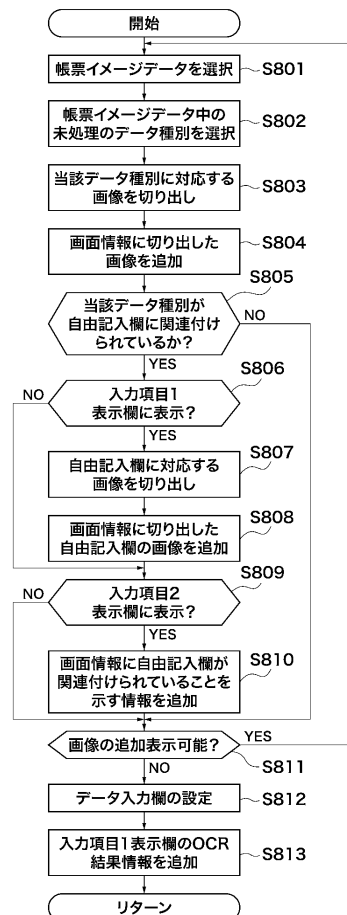 開始
帳票イメージデータを選択
S801
帳票イメージデータ中の
未処理のデータ種別を選択
S802
当該データ種別に対応する
画像を切り出し
S803
画面情報に切り出した
画像を追加
S804
当該データ種別が
自由記入欄に関連付け
られているか？
S805
NO
YES
入力項目1
表示欄に表示？
S806
NO
YES
自由記入欄に対応する
画像を切り出し
S807
画面情報に切り出した
自由記入欄の画像を追加
S808
入力項目2
表示欄に表示？
S809
NO
YES
画面情報に自由記入欄が
関連付けられていることを
示す情報を追加
S810
画像の追加表示可能？
YES
S811
NO
データ入力欄の設定
S812
入力項目1表示欄のOCR
結果情報を追加
S813
リターン